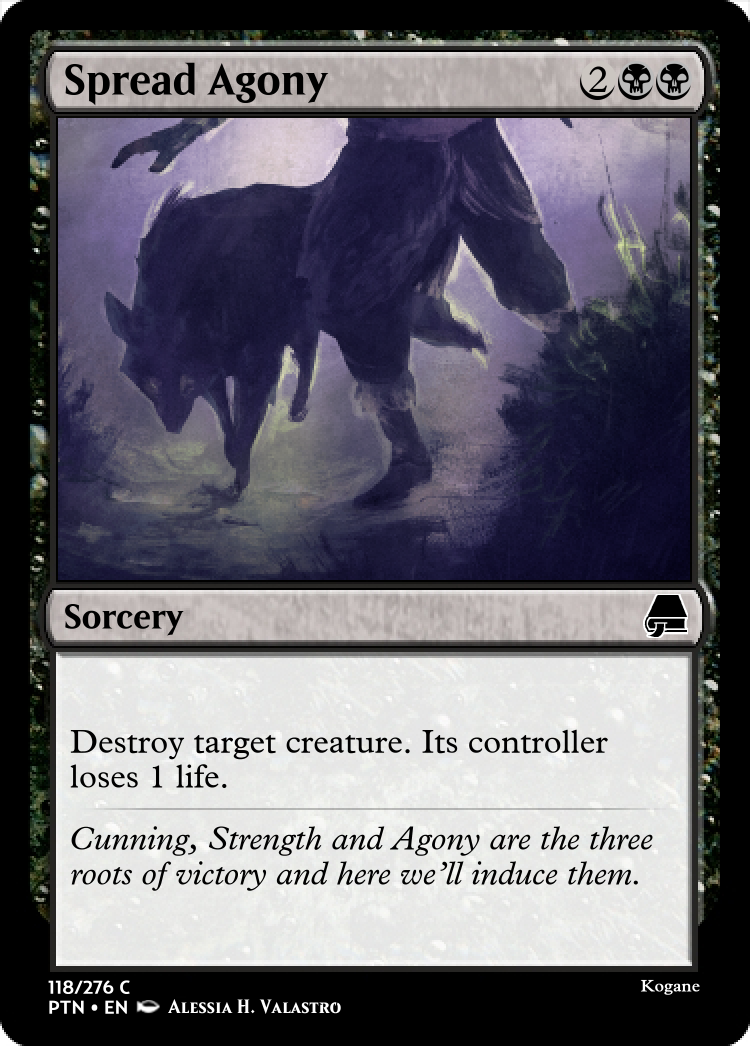 Spread Agony 2
Sorcery
Destroy target creature. Its controller
loses 1 life.
Cunning, Strength and Agony are the three
roots of victory and here we'll induce them.
118/276 C
Kogane
PTN • EN Alessia H. Valastro